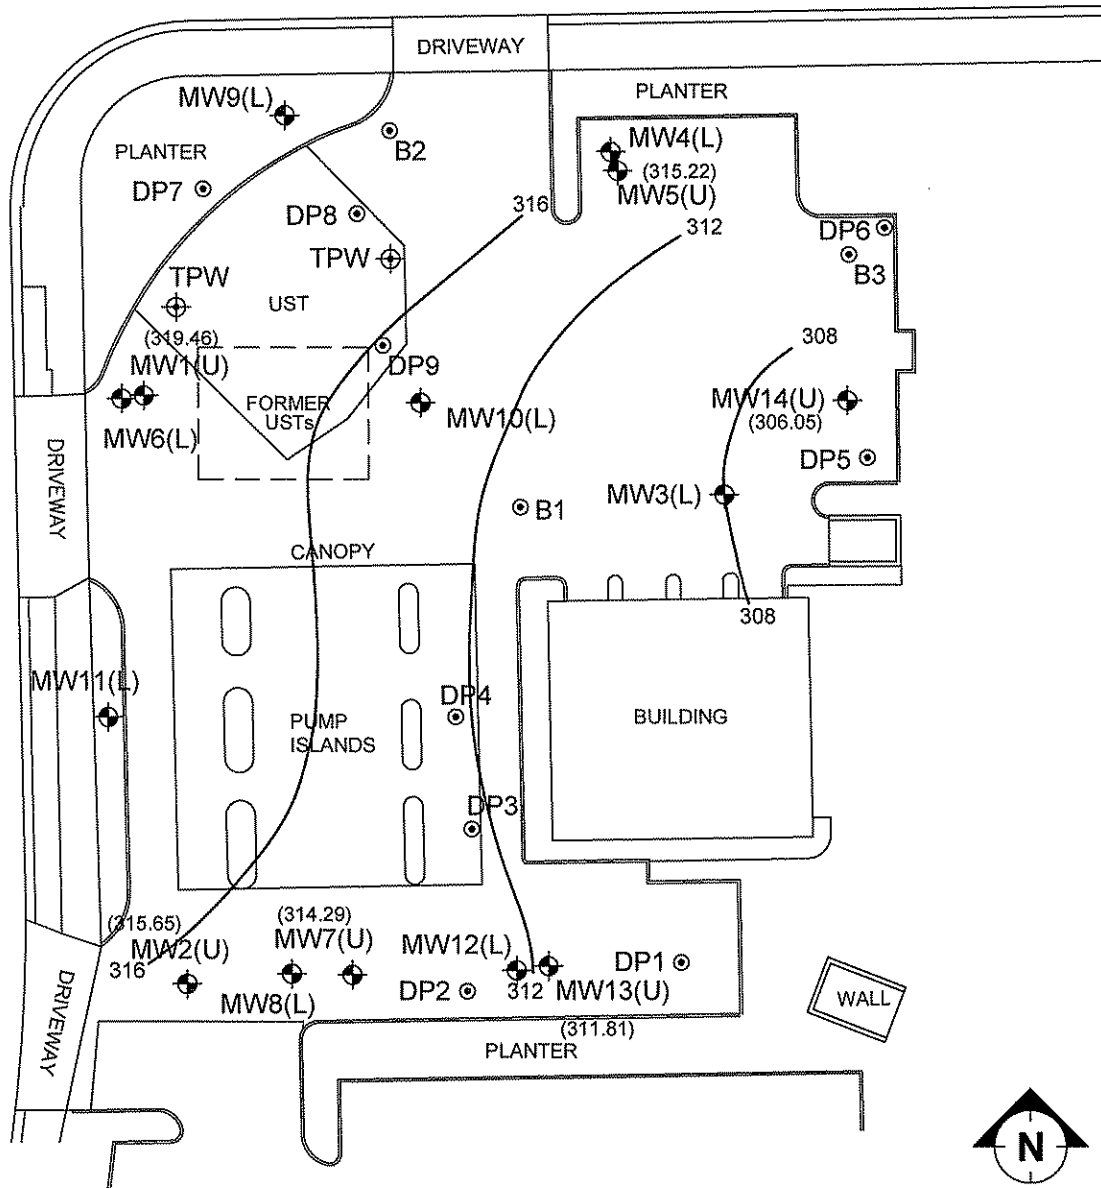 DRIVEWAY
PLANTER
MW9(L)
B2
MW4(L)
PLANTER
(315.22)
DP7
MW5(U)
316
DP8
312
DP6
TPW
B3
TPW
UST
(319.46)
308
DP9
MW1(U)
FORMER
USTs
MW10(L)
MW14(U)
(306.05)
MW6(L)
DRIVEWAY
DP5
MW3(L)
B1
CANOPY
308
MW11(L)
DP4
PUMP
ISLANDS
BUILDING
DP3
(315.65)
(314.29)
MW2(U)
MW7(U)
MW12(L)
316
DP1
DP2
312
MW13(U)
MW8(L)
DRIVEWAY
WALL
(311.81)
PLANTER
N